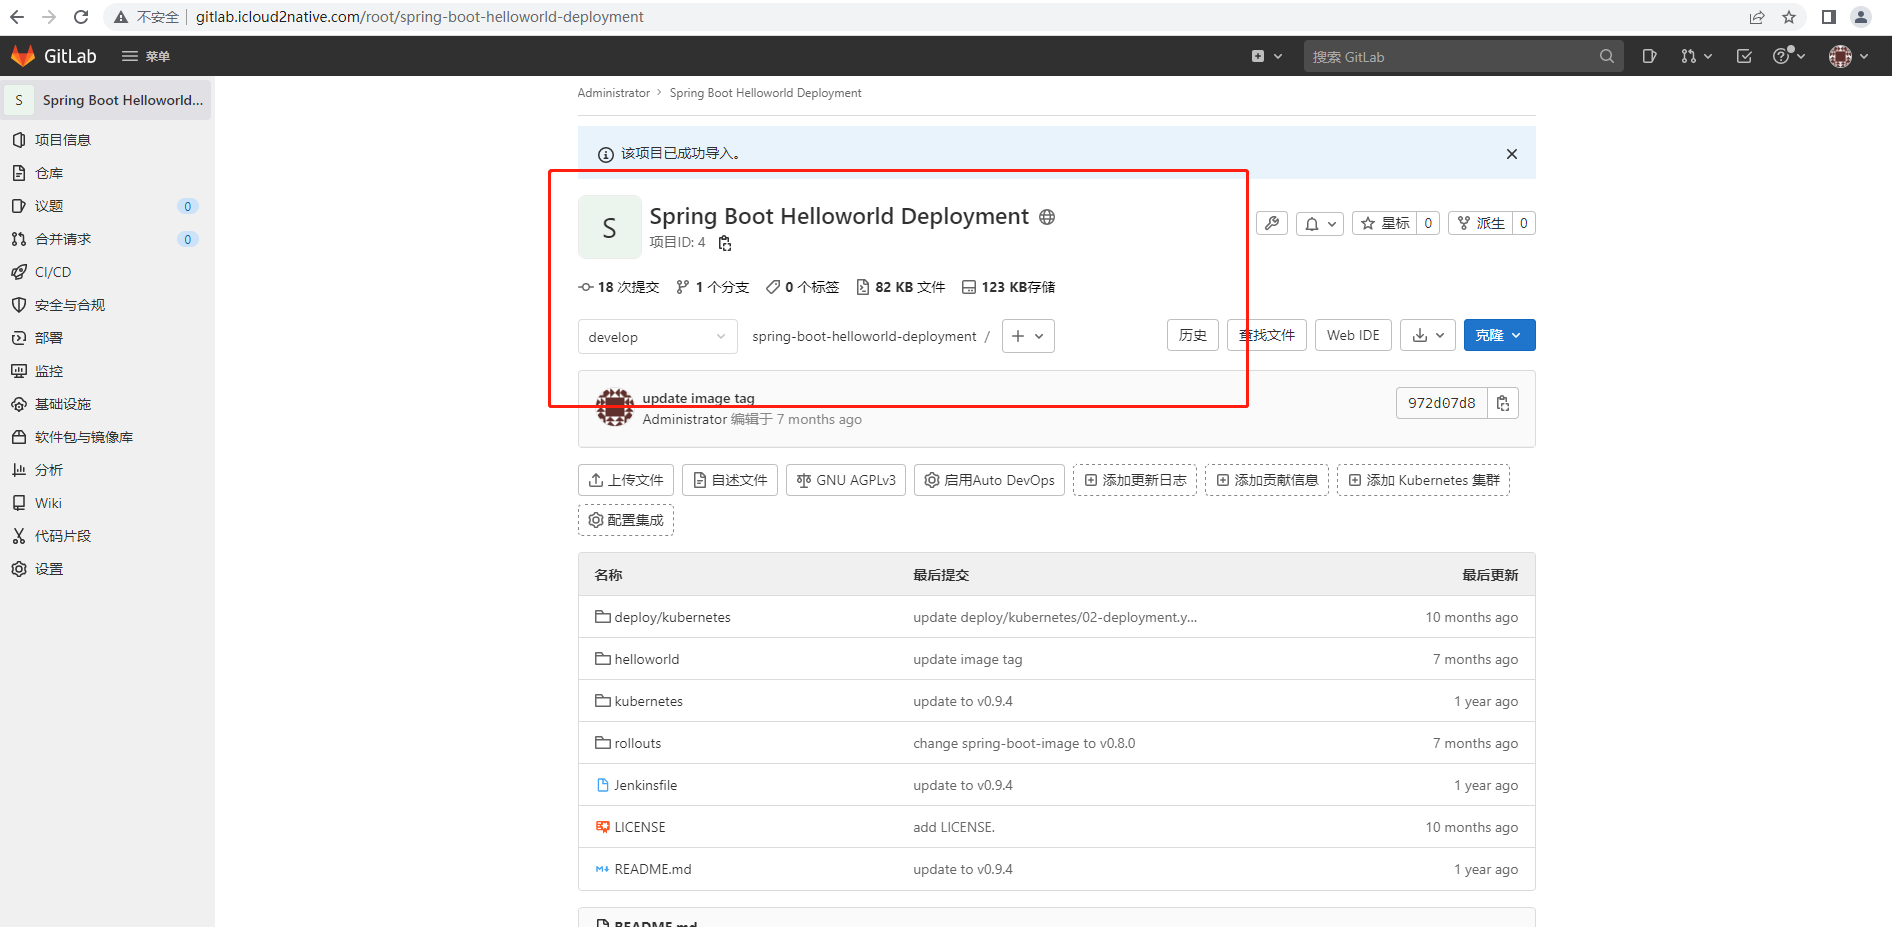 不安全 gitlab.icloud2native.com/root/spring-boot-helloworld-deployment
GitLab 菜单 搜索 GitLab
S Spring Boot Helloworld...
项目信息
仓库
议题 0
合并请求 0
CI/CD
安全与合规
部署
监控
基础设施
软件包与镜像库
分析
Wiki
代码片段
设置
Administrator > Spring Boot Helloworld Deployment
该项目已成功导入。
S Spring Boot Helloworld Deployment
项目ID: 4
星标 0 派生 0
18 次提交 1 个分支 0 个标签 82 KB 文件 123 KB存储
develop spring-boot-helloworld-deployment / 历史 查找文件 Web IDE 克隆
update image tag
Administrator 编辑于 7 months ago
972d07d8
上传文件 自述文件 GNU AGPLv3 启用Auto DevOps 添加更新日志 添加贡献信息 添加 Kubernetes 集群
配置集成
名称 最后提交 最后更新
deploy/kubernetes update deploy/kubernetes/02-deployment.y... 10 months ago
helloworld update image tag 7 months ago
kubernetes update to v0.9.4 1 year ago
rollouts change spring-boot-image to v0.8.0 7 months ago
Jenkinsfile update to v0.9.4 1 year ago
LICENSE add LICENSE. 10 months ago
README.md update to v0.9.4 1 year ago
README.md